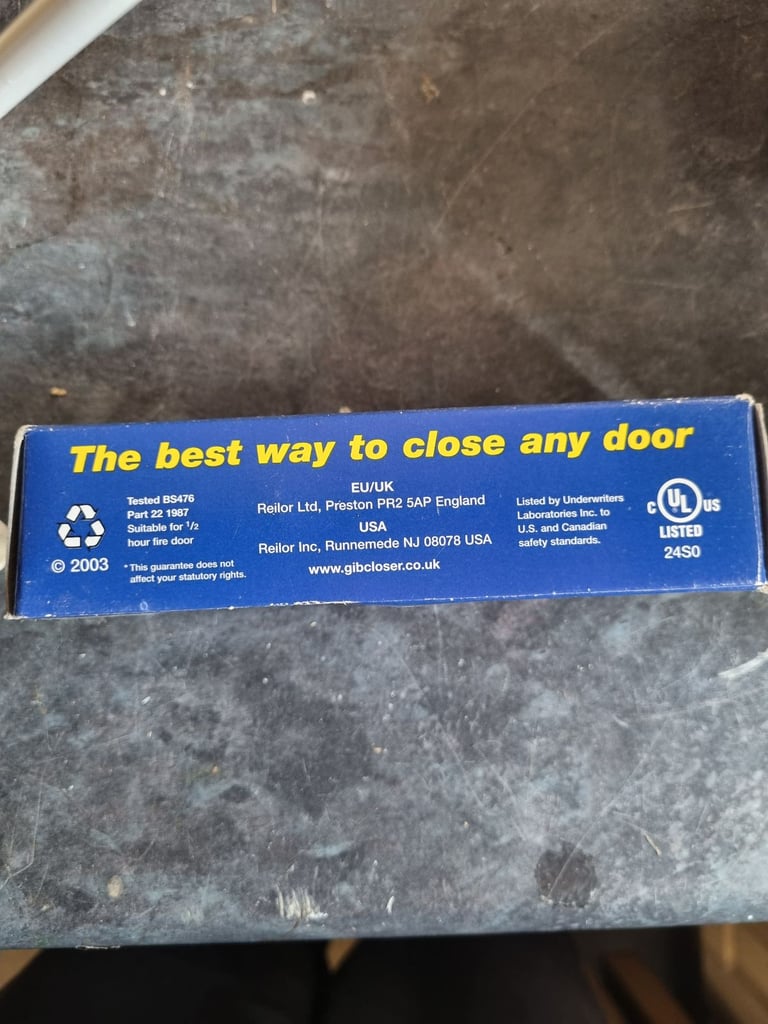 The best way to close any door
Tested BS476
Part 22 1987
Suitable for 1/2
hour fire door
© 2003
* This guarantee does not
affect your statutory rights.
EU/UK
Reilor Ltd, Preston PR2 5AP England
USA
Reilor Inc, Runnemede NJ 08078 USA
www.gibcloser.co.uk
Listed by Underwriters
Laboratories Inc. to
U.S. and Canadian
safety standards.
C UL US
LISTED
24S0